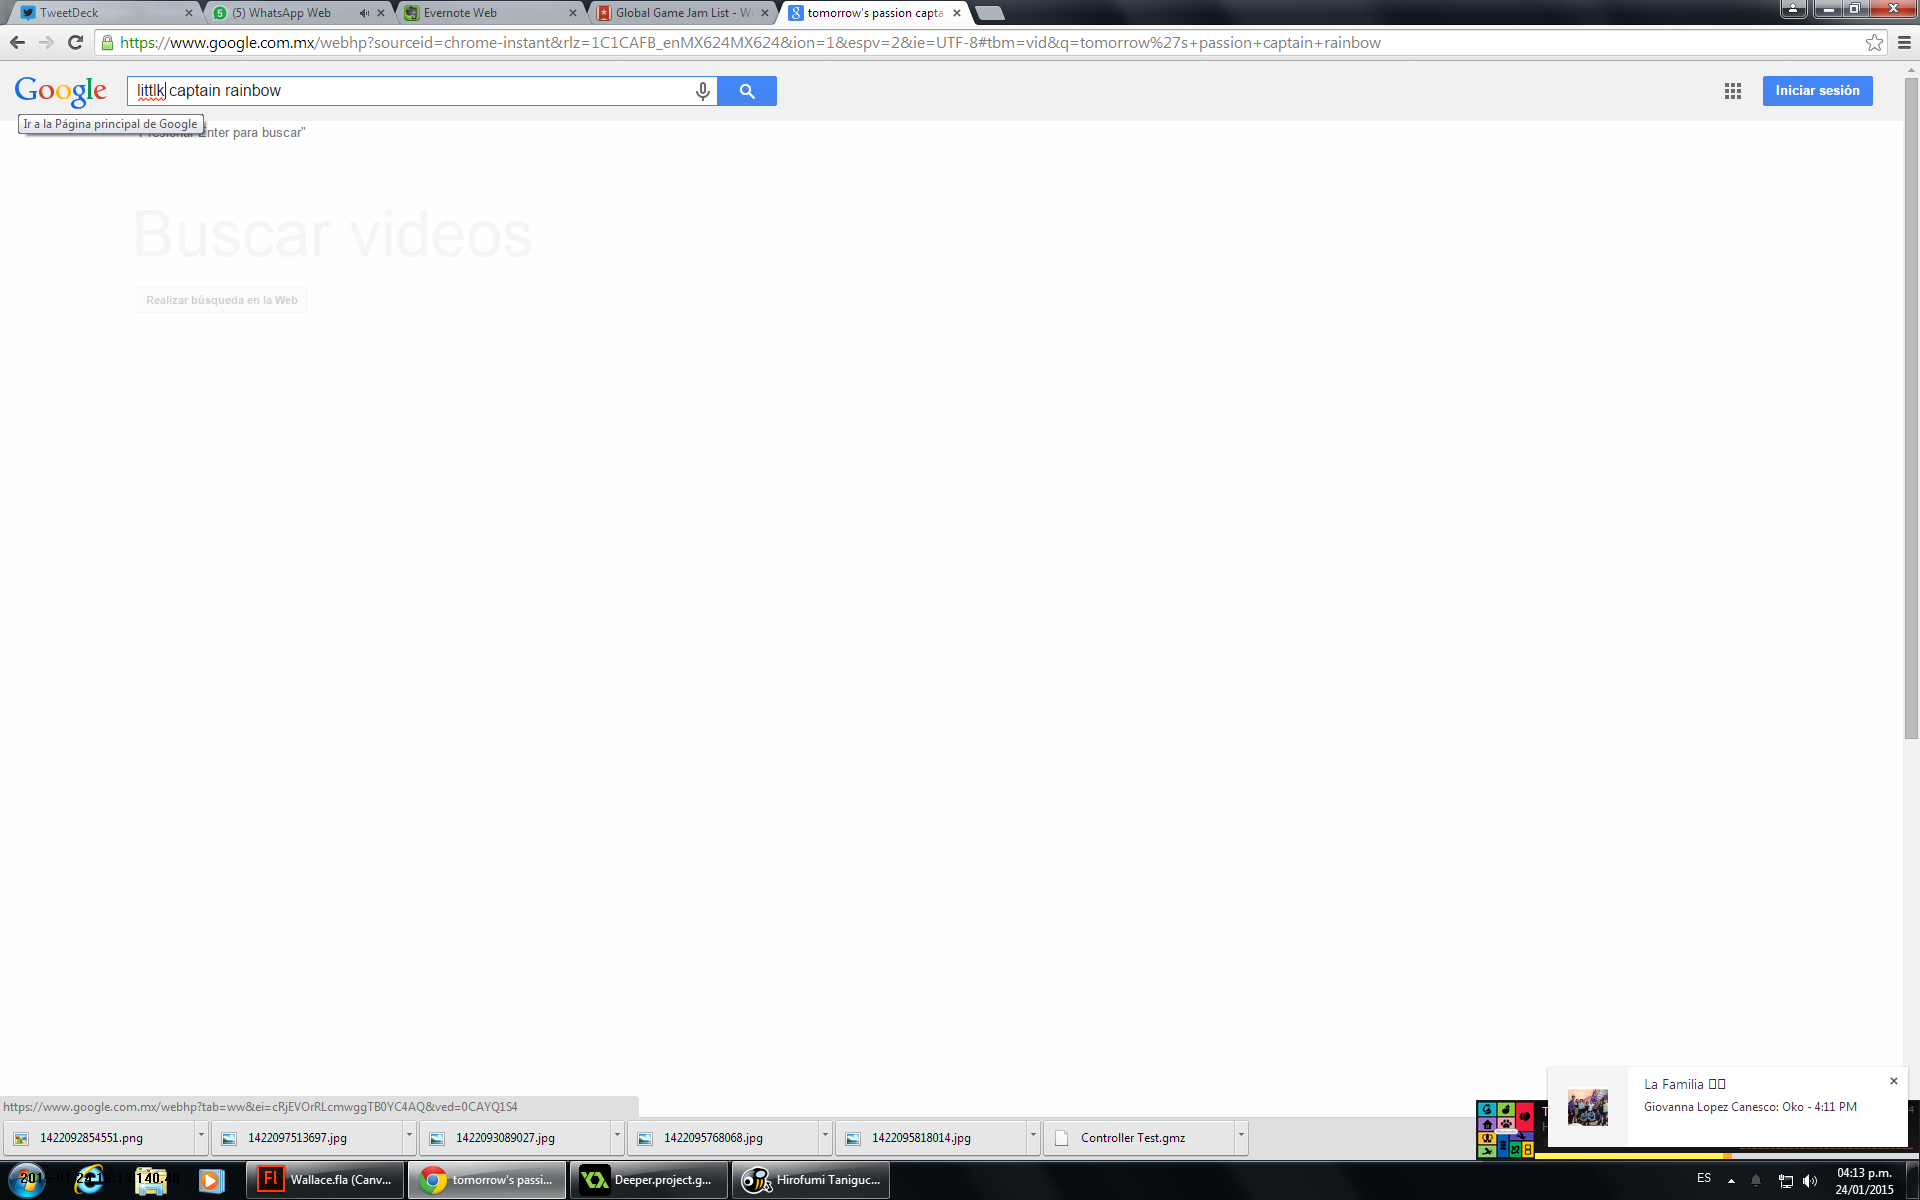 TweetDeck
(5) WhatsApp Web
Evernote Web
Global Game Jam List - W
tomorrow's passion capta
https://www.google.com.mx/webhp?sourceid=chrome-instant&rlz=1C1CAFB_enMX624MX624&ion=1&espv=2&ie=UTF-8#tbm=vid&q=tomorrow%27s+passion+captain+rainbow
Google
littlk captain rainbow
Iniciar sesión
Ir a la Página principal de Google
Enter para buscar"
Buscar videos
Realizar búsqueda en la Web
La Familia
Giovanna Lopez Canesco: Oko - 4:11 PM
https://www.google.com.mx/webhp?tab=ww&ei=cRjEVOrRLcmwggTB0YC4AQ&ved=0CAYQ1S4
1422092854551.png
1422097513697.jpg
1422093089027.jpg
1422095768068.jpg
1422095818014.jpg
Controller Test.gmz
Fl Wallace.fla (Canv...
tomorrow's passi...
Deeper.project.g...
Hirofumi Taniguc...
ES
04:13 p.m.
24/01/2015